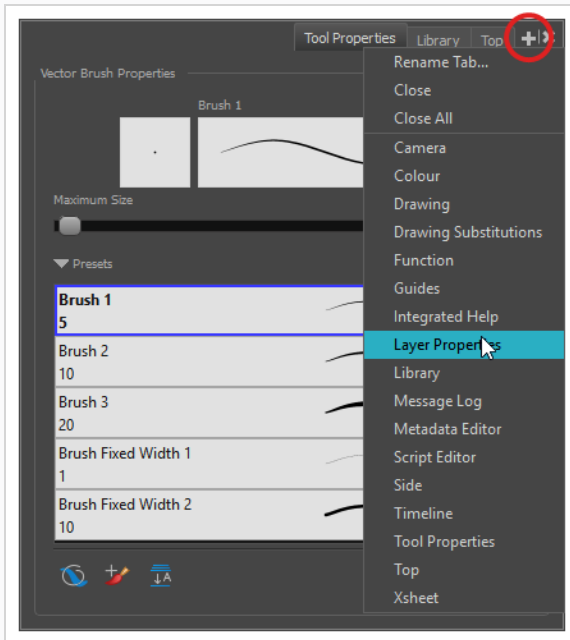 Tool Properties Library Top
Vector Brush Properties
Brush 1
Maximum Size
Presets
Brush 1
5
Brush 2
10
Brush 3
20
Brush Fixed Width 1
1
Brush Fixed Width 2
10
Rename Tab...
Close
Close All
Camera
Colour
Drawing
Drawing Substitutions
Function
Guides
Integrated Help
Layer Properties
Library
Message Log
Metadata Editor
Script Editor
Side
Timeline
Tool Properties
Top
Xsheet